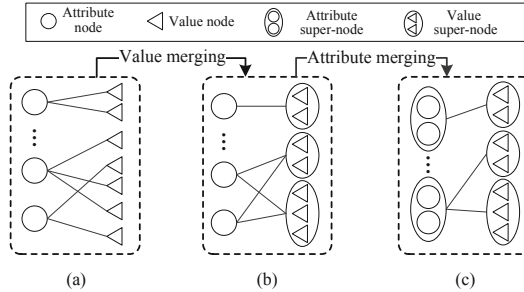 Attribute node
Value node
Attribute super-node
Value super-node
Value merging
Attribute merging
(a)
(b)
(c)